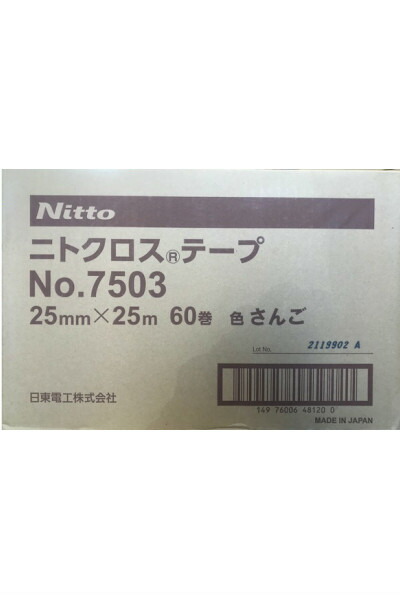 Nitto
ニトクロス®テープ
No.7503
25mm×25m 60巻 色 さんご
Lot No. 2119902 A
日東電工株式会社
149 76006 48120 0
MADE IN JAPAN